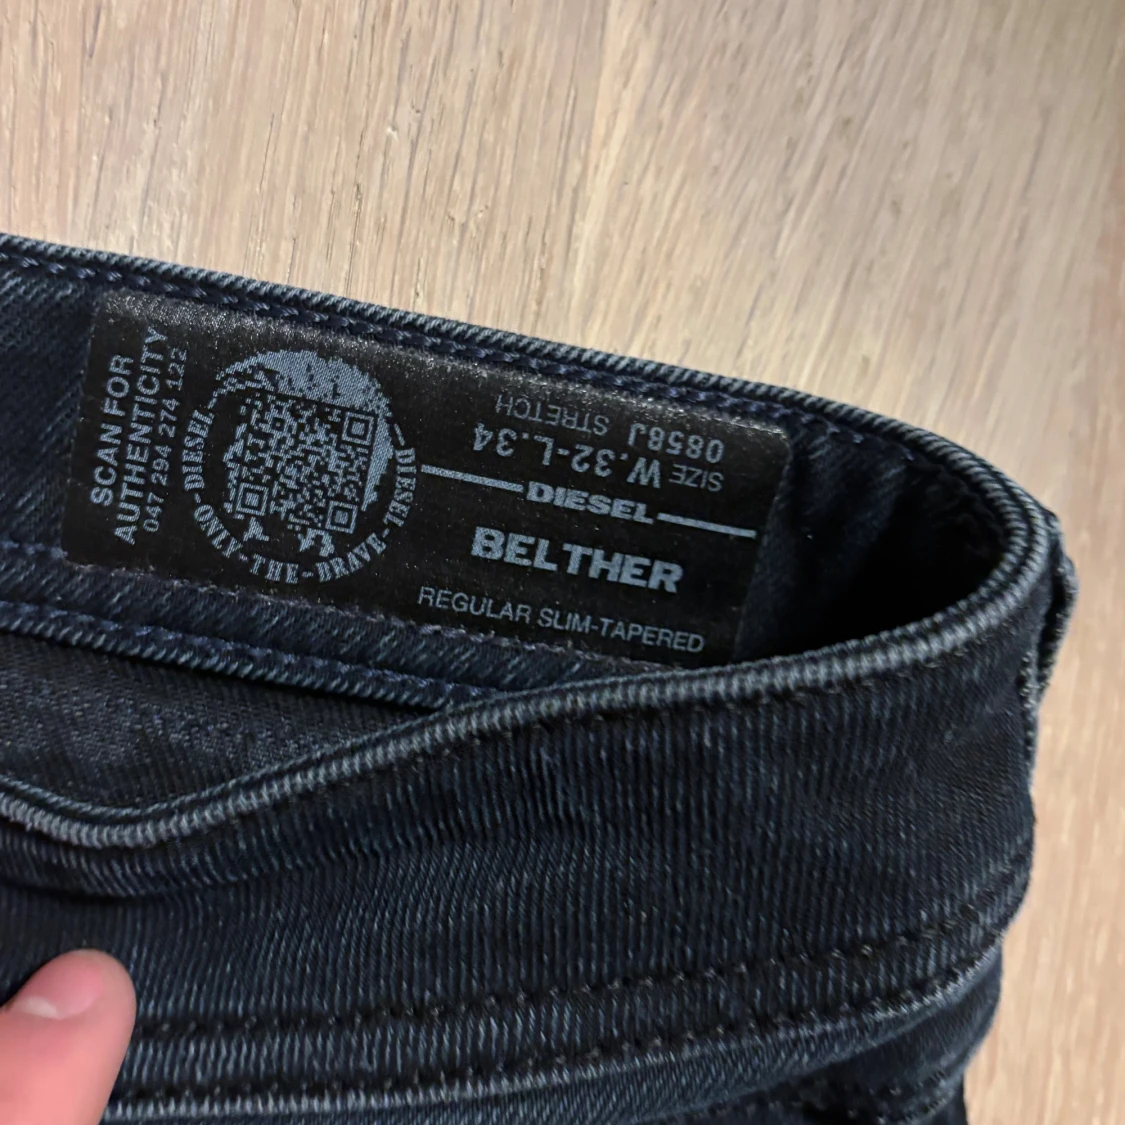 SCAN FOR
AUTHENTICITY
047 294 274 122
DIESEL
DIESEL-ONLY-THE-BRAVE-
0858J STRETCH
SIZE W.32-L.34
DIESEL
BELTHER
REGULAR SLIM-TAPERED